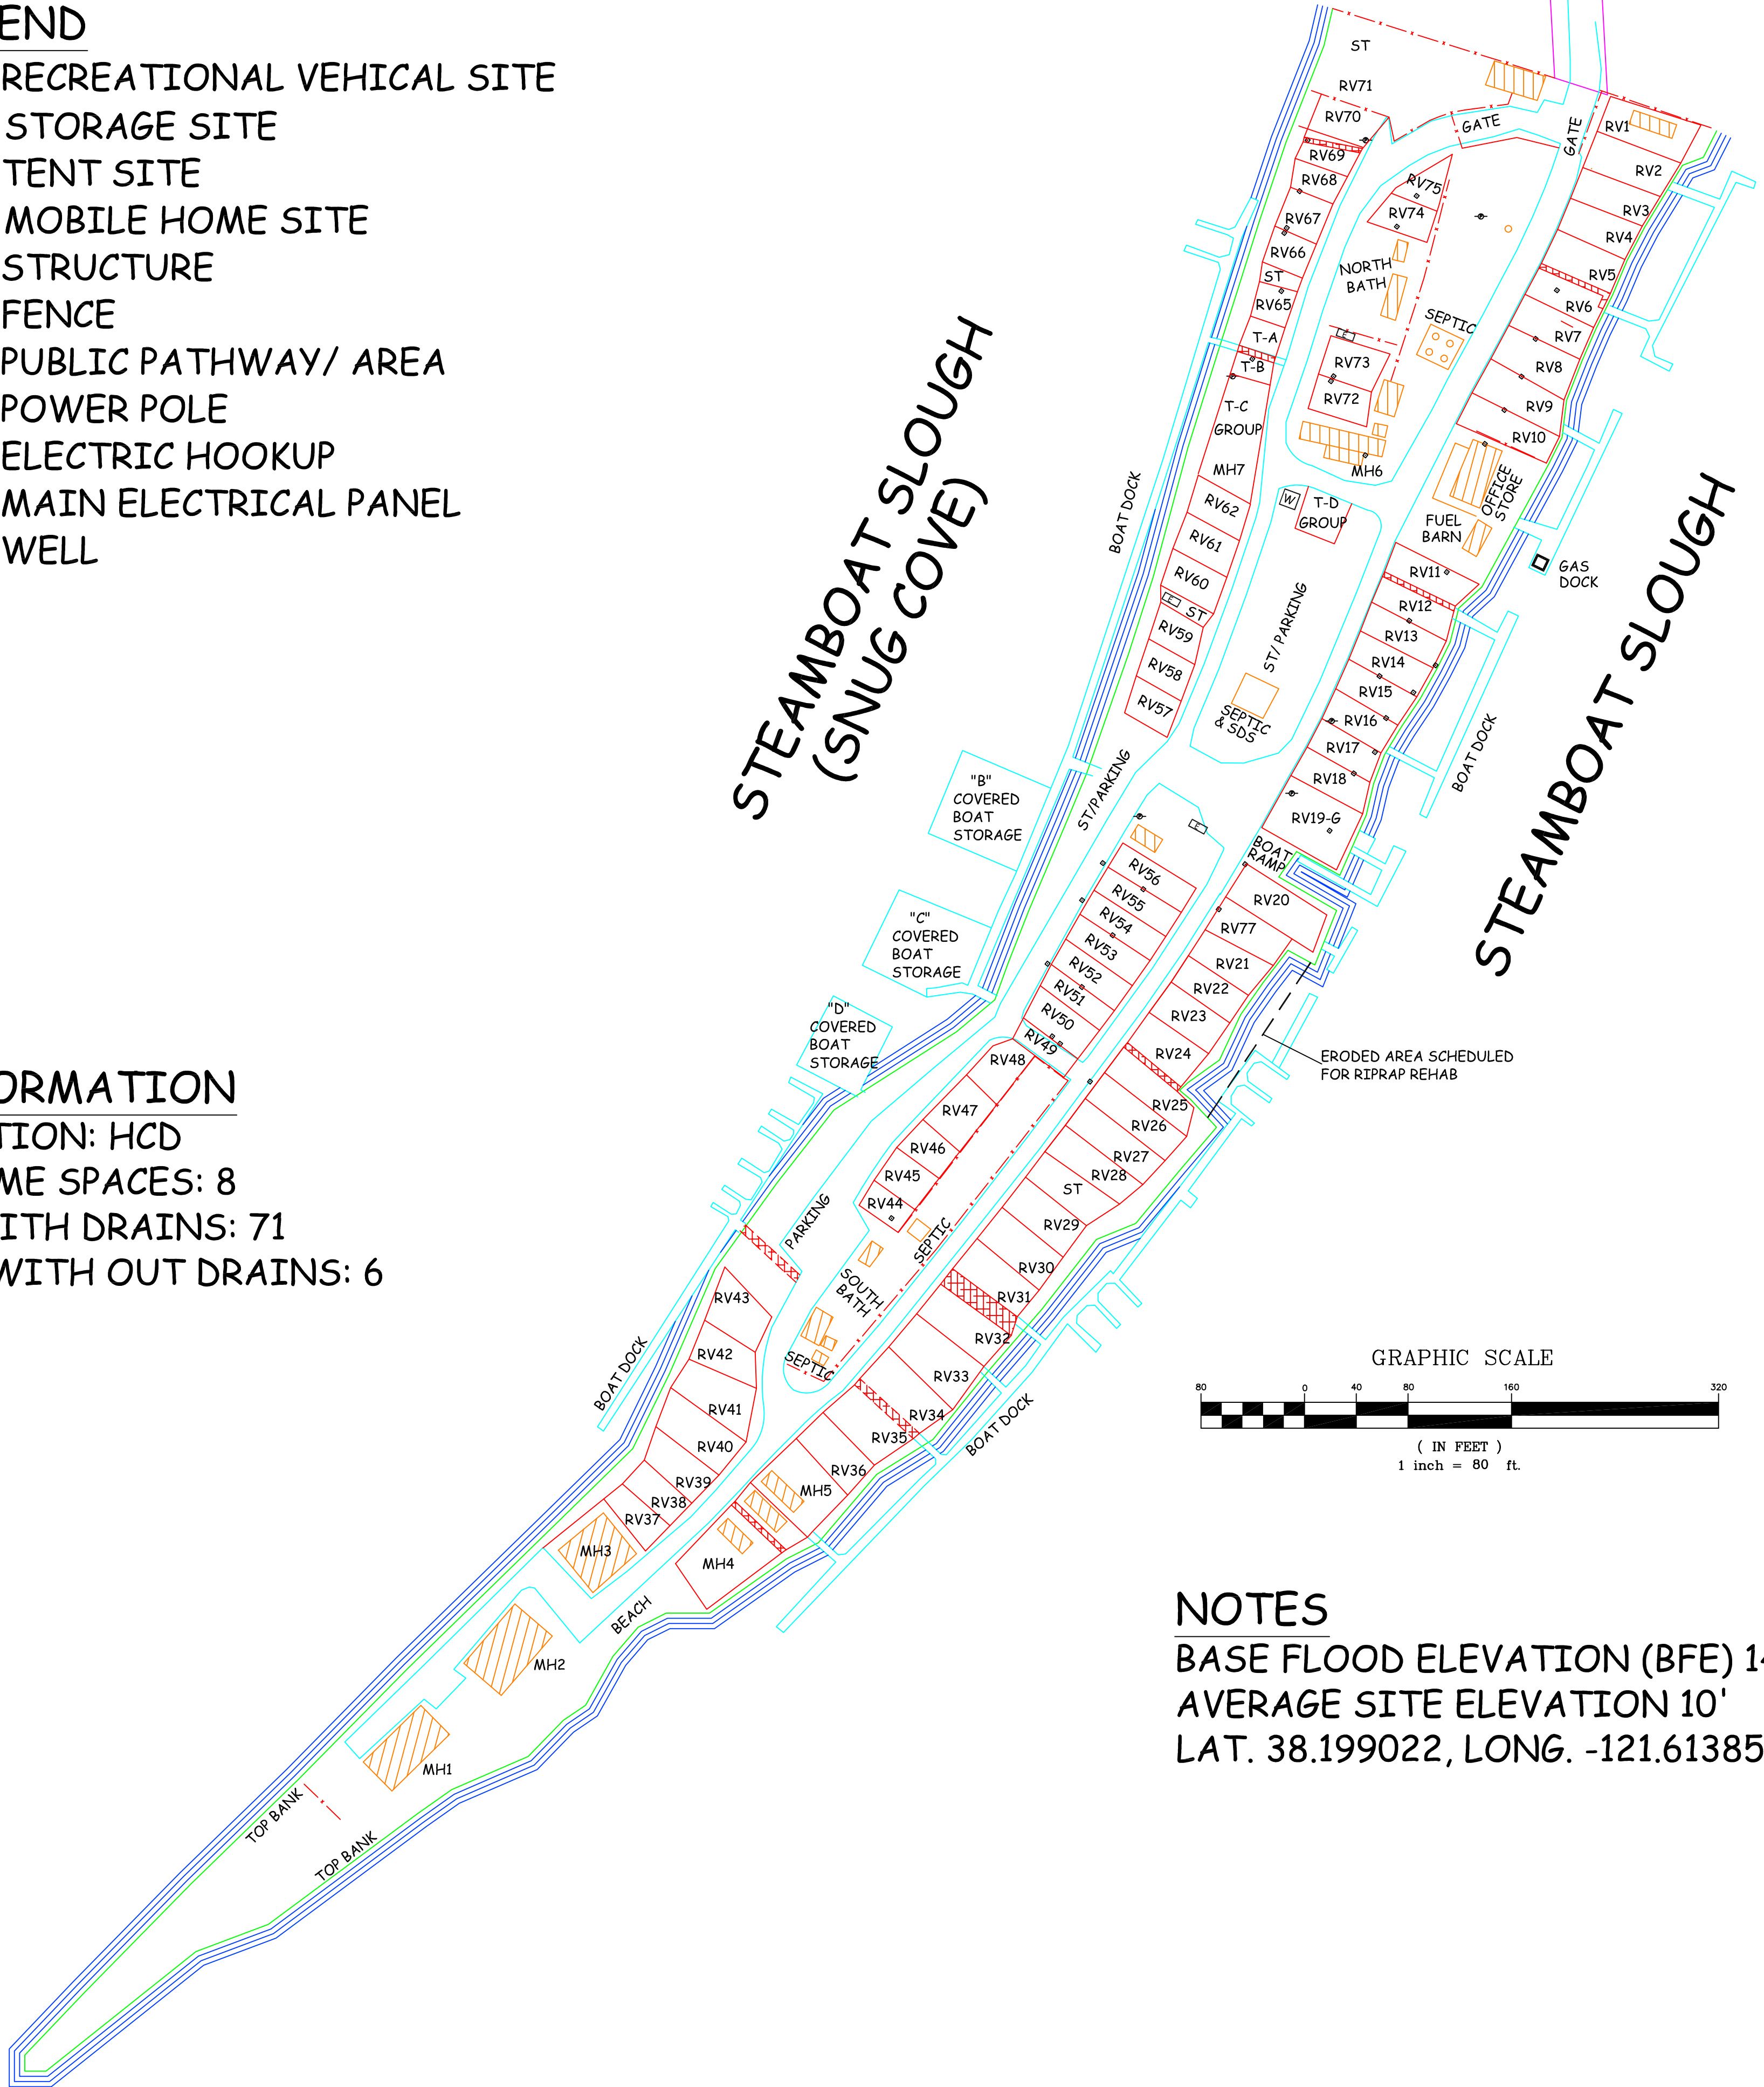 END
RECREATIONAL VEHICAL SITE
STORAGE SITE
TENT SITE
MOBILE HOME SITE
STRUCTURE
FENCE
PUBLIC PATHWAY/ AREA
POWER POLE
ELECTRIC HOOKUP
MAIN ELECTRICAL PANEL
WELL
ORMATION
TION: HCD
ME SPACES: 8
ITH DRAINS: 71
WITH OUT DRAINS: 6
STEAMBOAT SLOUGH
(SNUG COVE)
STEAMBOAT SLOUGH
ST
RV71
RV70
RV69
RV68
RV67
RV66
ST
RV65
T-A
T-B
T-C
GROUP
MH7
RV62
RV61
RV60
E
ST
RV59
RV58
RV57
GATE
GATE
RV75
RV74
NORTH
BATH
SEPTIC
E
RV73
RV72
MH6
W
T-D
GROUP
ST/ PARKING
SEPTIC
& SDS
RV1
RV2
RV3
RV4
RV5
RV6
RV7
RV8
RV9
RV10
OFFICE
STORE
FUEL
BARN
GAS
DOCK
RV11
RV12
RV13
RV14
RV15
RV16
RV17
RV18
RV19-G
BOAT
RAMP
BOAT DOCK
BOAT DOCK
ST/PARKING
"B"
COVERED
BOAT
STORAGE
"C"
COVERED
BOAT
STORAGE
"D"
COVERED
BOAT
STORAGE
E
RV56
RV55
RV54
RV53
RV52
RV51
RV50
RV49
RV48
RV47
RV46
RV45
RV44
RV20
RV77
RV21
RV22
RV23
RV24
RV25
RV26
RV27
RV28
ST
RV29
RV30
RV31
RV32
RV33
RV34
RV35
RV36
MH5
MH4
ERODED AREA SCHEDULED
FOR RIPRAP REHAB
PARKING
SEPTIC
SOUTH
BATH
SEPTIC
BOAT DOCK
BOAT DOCK
RV43
RV42
RV41
RV40
RV39
RV38
RV37
MH3
BEACH
MH2
MH1
TOP BANK
TOP BANK
GRAPHIC SCALE
80 0 40 80 160 320
( IN FEET )
1 inch = 80 ft.
NOTES
BASE FLOOD ELEVATION (BFE) 14
AVERAGE SITE ELEVATION 10'
LAT. 38.199022, LONG. -121.61385